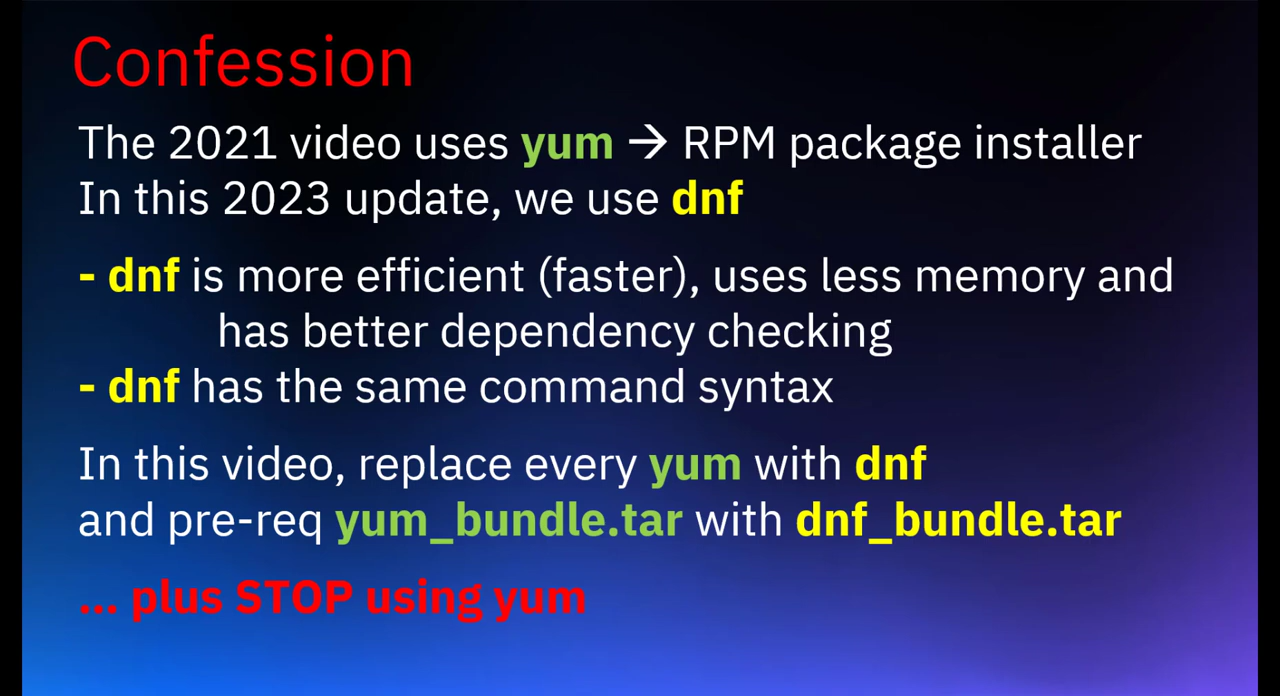 Confession
The 2021 video uses yum → RPM package installer
In this 2023 update, we use dnf
- dnf is more efficient (faster), uses less memory and
has better dependency checking
- dnf has the same command syntax
In this video, replace every yum with dnf
and pre-req yum_bundle.tar with dnf_bundle.tar
... plus STOP using yum